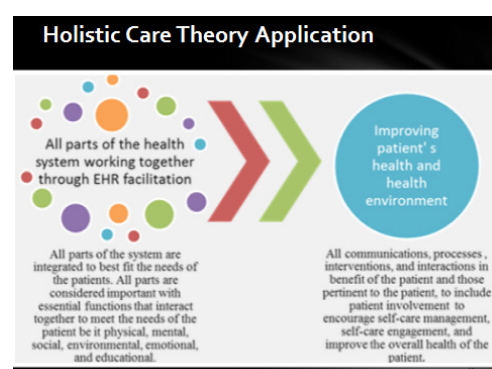 Holistic Care Theory Application
All parts of the health
system working together
through EHR facilitation
Improving
patient's
health and
health
environment
All parts of the system are
integrated to best fit the needs of
the patients. All parts are
considered important with
essential functions that interact
together to meet the needs of the
patient be it physical, mental,
social, environmental, emotional,
and educational.
All communications, processes ,
interventions, and interactions in
benefit of the patient and those
pertinent to the patient, to include
patient involvement to
encourage self-care management,
self-care engagement, and
improve the overall health of the
patient.